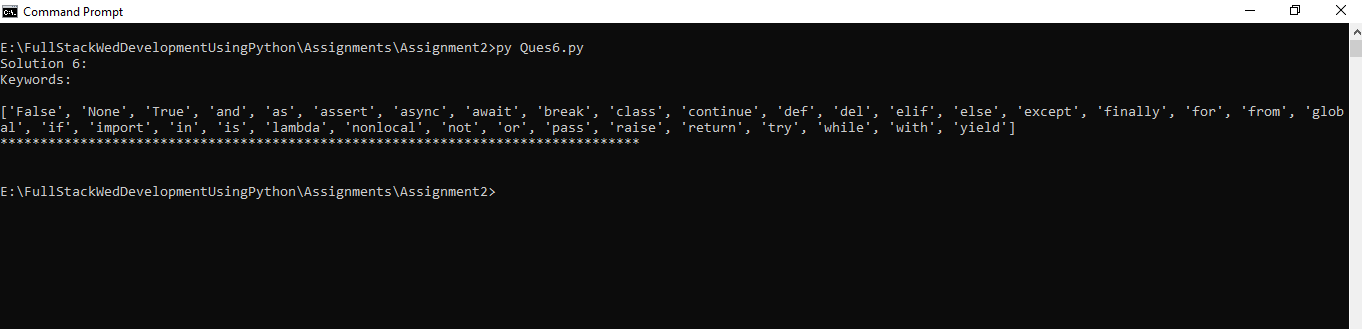 Command Prompt
E:\FullStackWedDevelopmentUsingPython\Assignments\Assignment2>py Ques6.py
Solution 6:
Keywords:
['False', 'None', 'True', 'and', 'as', 'assert', 'async', 'await', 'break', 'class', 'continue', 'def', 'del', 'elif', 'else', 'except', 'finally', 'for', 'from', 'glob
al', 'if', 'import', 'in', 'is', 'lambda', 'nonlocal', 'not', 'or', 'pass', 'raise', 'return', 'try', 'while', 'with', 'yield']
********************************************************************************
E:\FullStackWedDevelopmentUsingPython\Assignments\Assignment2>